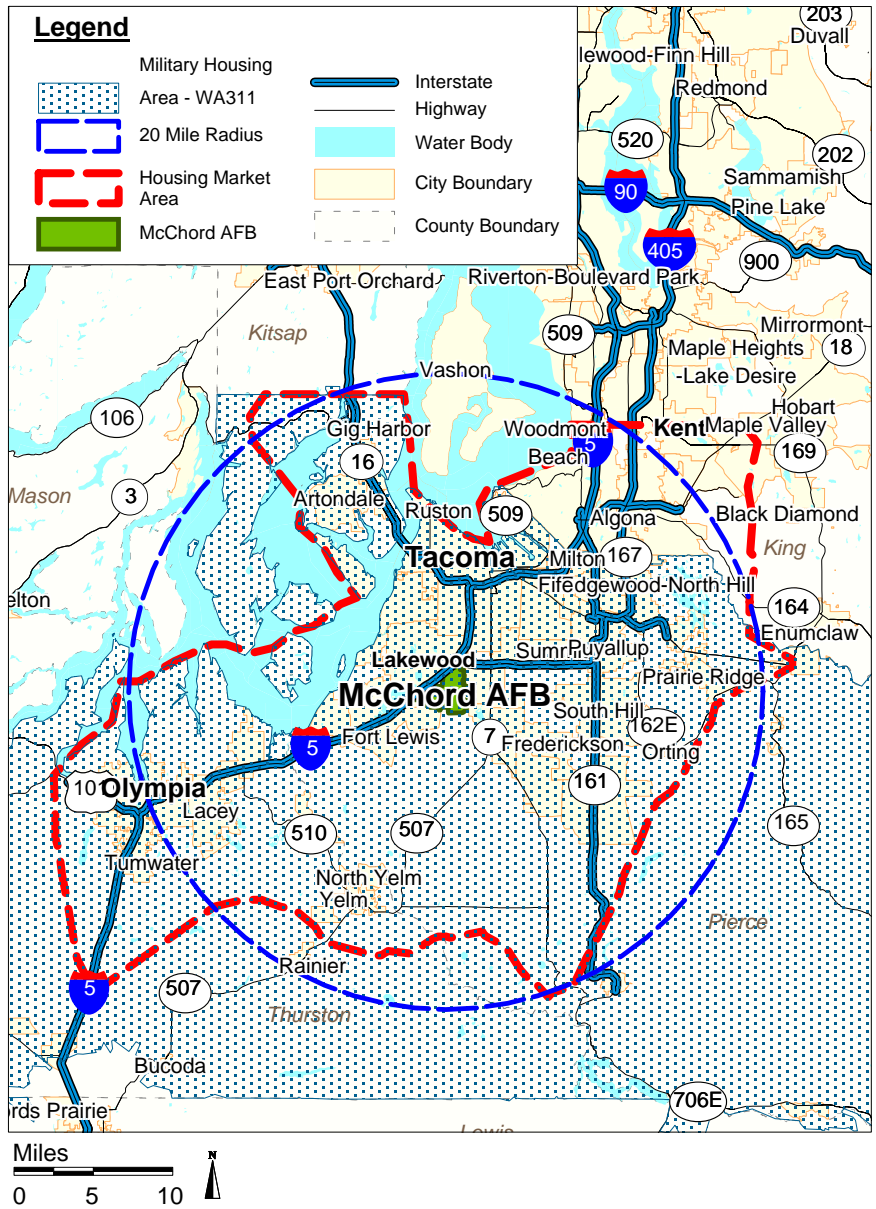 Legend
Military Housing
Area - WA311
20 Mile Radius
Housing Market
Area
McChord AFB
Interstate
Highway
Water Body
City Boundary
County Boundary
203
Duvall
lewood-Finn Hill
Redmond
520
202
Sammamish
90
Pine Lake
405
900
East Port-Orchard
Riverton-Boulevard Park
Kitsap
509
Mirrormont
18
Maple Heights
-Lake Desire
Vashon
106
Hobart
Gig Harbor
Woodmont
Kent
Maple Valley
5
169
16
Beach
Mason
3
Artondale
Ruston
509
Algona
Black Diamond
King
Tacoma
Milton
167
Fife
dgewood-North Hill
elton
164
Enumclaw
Lakewood
Sumr
Puyallup
Prairie Ridge
McChord AFB
South Hill
162E
Fort Lewis
7
Frederickson
Orting
5
101
Olympia
161
Lacey
510
507
165
Tumwater
North Yelm
Yelm
Pierce
Rainier
5
507
Thurston
Bucoda
706E
ords Prairie
Lewis
Miles
0 5 10
N